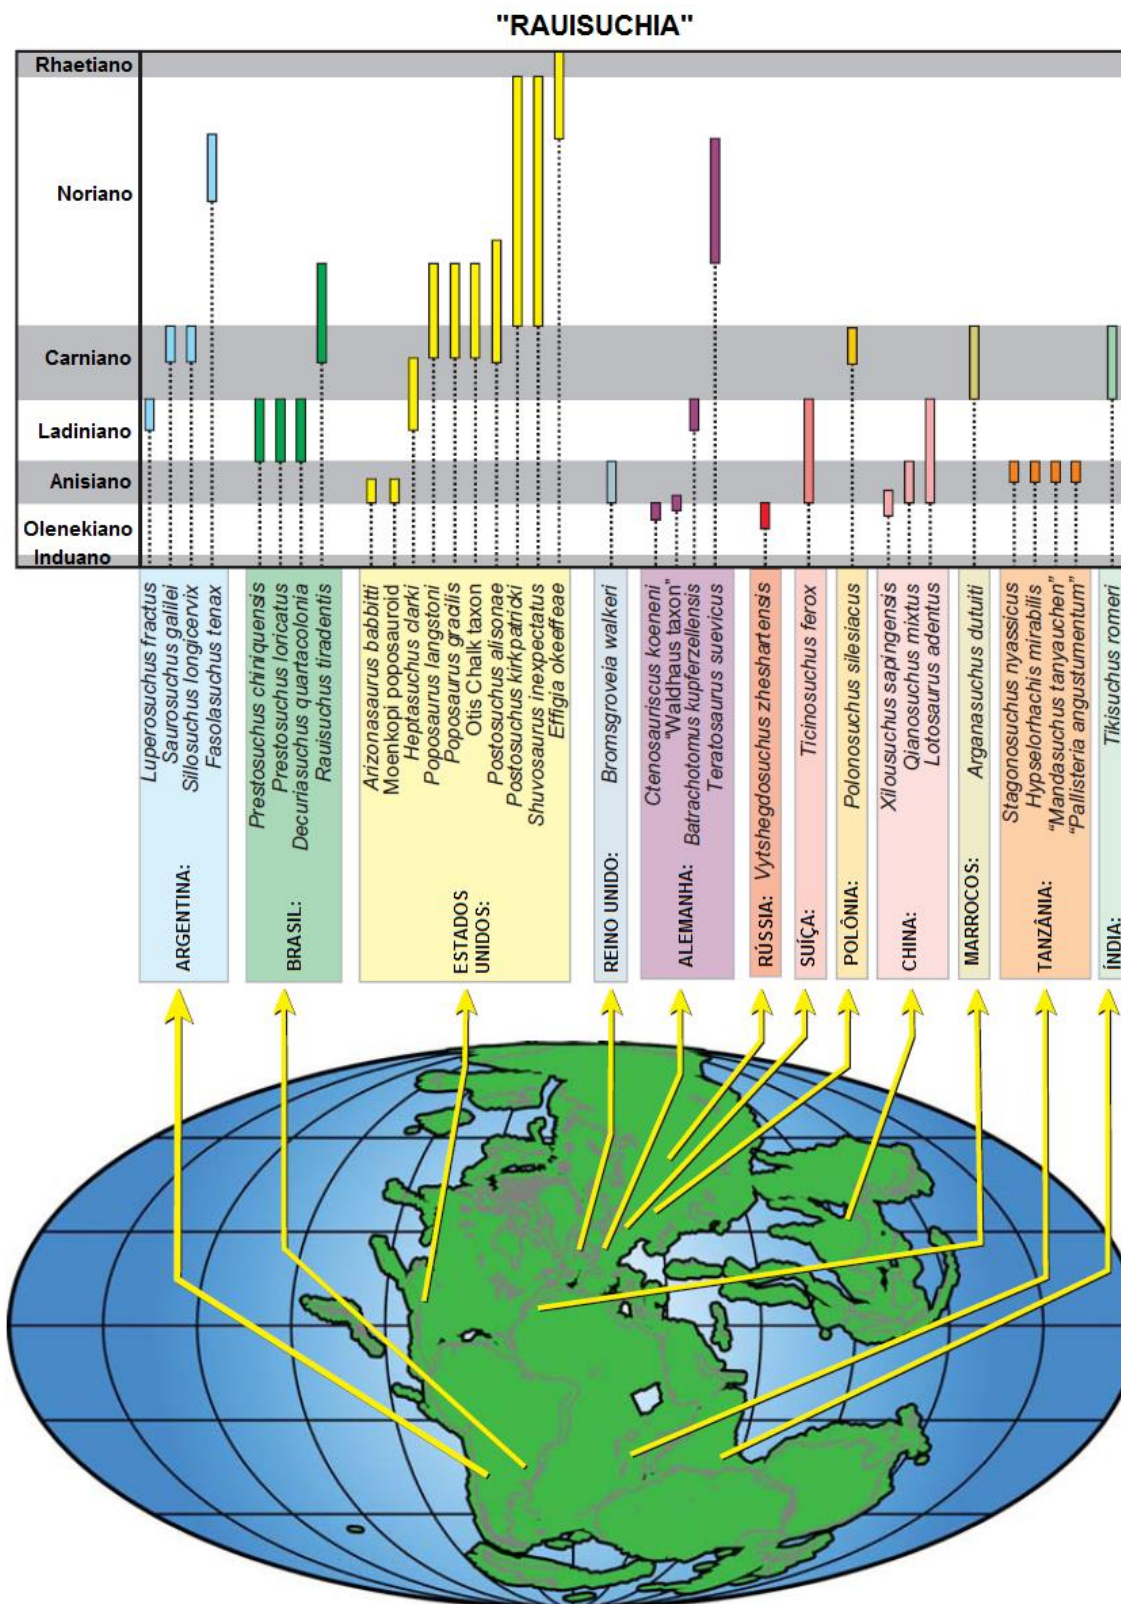 "RAUISUCHIA"
Rhaetiano
Noriano
Carniano
Ladiniano
Anisiano
Olenekiano
Induano
ARGENTINA:
Luperosuchus fractus
Saurosuchus galilei
Sillosuchus longicervix
Fasolasuchus tenax
BRASIL:
Prestosuchus chiniquensis
Prestosuchus loricatus
Decuriasuchus quartacolonia
Rauisuchus tiradentis
ESTADOS
UNIDOS:
Arizonasaurus babbitti
Moenkopi poposauroid
Heptasuchus darki
Poposaurus langstoni
Poposaurus gracilis
Otis Chalk taxon
Postosuchus alisonae
Postosuchus kirkpatricki
Shuvosaurus inexpectatus
Effigia okeeffeae
REINO UNIDO:
Bromsgroveia walkeri
ALEMANHA:
Ctenosauriscus koeneni
"Waldhaus taxon"
Batrachotomus kupferzellensis
Teratosaurus suevicus
RÚSSIA:
Vytshegdosuchus zheshartensis
SUÍÇA:
Ticinosuchus ferox
POLÔNIA:
Polonosuchus silesiacus
CHINA:
Xilousuchus sapingensis
Qianosuchus mixtus
Lotosaurus adentus
MARROCOS:
Arganasuchus dutuiti
TANZÂNIA:
Stagonosuchus nyassicus
Hypselorhachis mirabilis
“Mandasuchus tanyauchen”
“Pallisteria angustumentum”
ÍNDIA:
Tikisuchus romeri